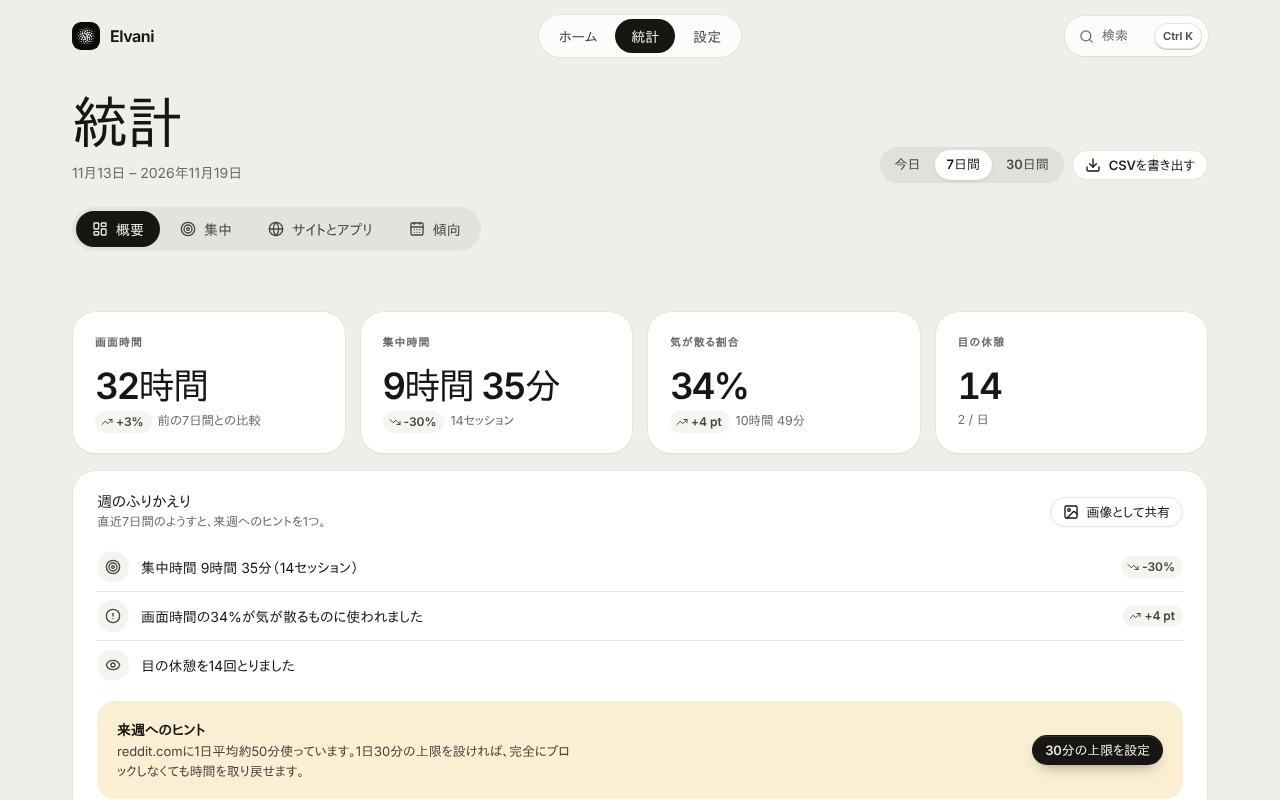 Elvani
ホーム
統計
設定
検索
Ctrl K
統計
11月13日 – 2026年11月19日
今日
7日間
30日間
CSVを書き出す
概要
集中
サイトとアプリ
傾向
画面時間
32時間
+3%
前の7日間との比較
集中時間
9時間 35分
-30%
14セッション
気が散る割合
34%
+4 pt
10時間 49分
目の休憩
14
2 / 日
週のふりかえり
直近7日間のようすと、来週へのヒントを1つ。
画像として共有
集中時間 9時間 35分（14セッション）
-30%
画面時間の34%が気が散るものに使われました
+4 pt
目の休憩を14回とりました
来週へのヒント
reddit.comに1日平均約50分使っています。1日30分の上限を設ければ、完全にブロ
ックしなくても時間を取り戻せます。
30分の上限を設定